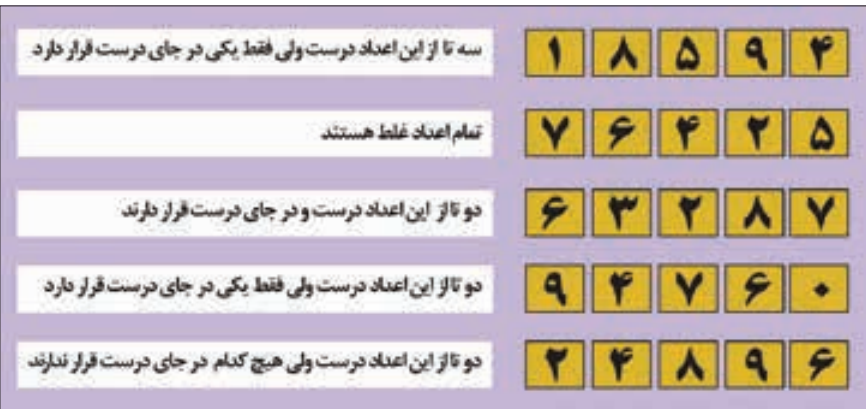 سه تا از این اعداد درست ولی فقط یکی در جای درست قرار دارد ۱ ۸ ۵ ۹ ۴
تمام اعداد غلط هستند ۷ ۶ ۴ ۲ ۵
دو تا از این اعداد درست و در جای درست قرار دارند ۶ ۳ ۲ ۸ ۷
دو تا از این اعداد درست ولی فقط یکی در جای درست قرار دارد ۹ ۴ ۷ ۶ ۰
دو تا از این اعداد درست ولی هیچ کدام در جای درست قرار ندارند ۲ ۴ ۸ ۹ ۶